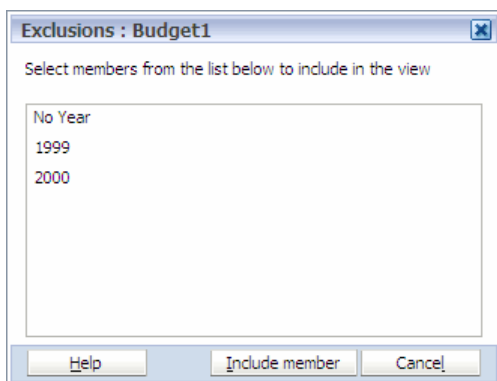 Exclusions : Budget1
Select members from the list below to include in the view
No Year
1999
2000
Help Include member Cancel